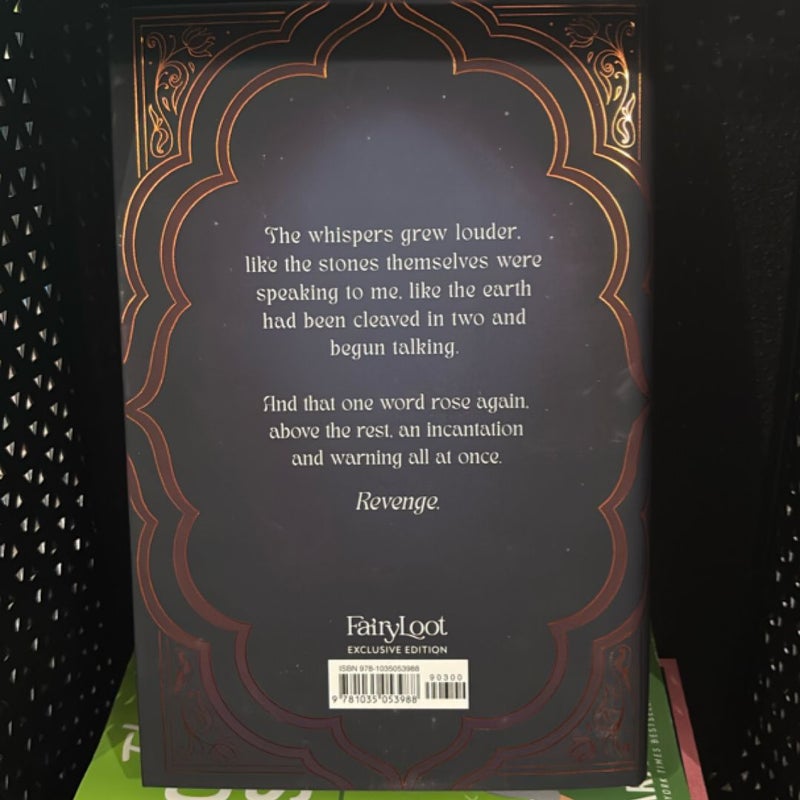 The whispers grew louder,
like the stones themselves were
speaking to me, like the earth
had been cleaved in two and
begun talking.
And that one word rose again,
above the rest, an incantation
and warning all at once.
Revenge.
FairyLoot
EXCLUSIVE EDITION
ISBN 978-1035053988
90300
9 781035 053988